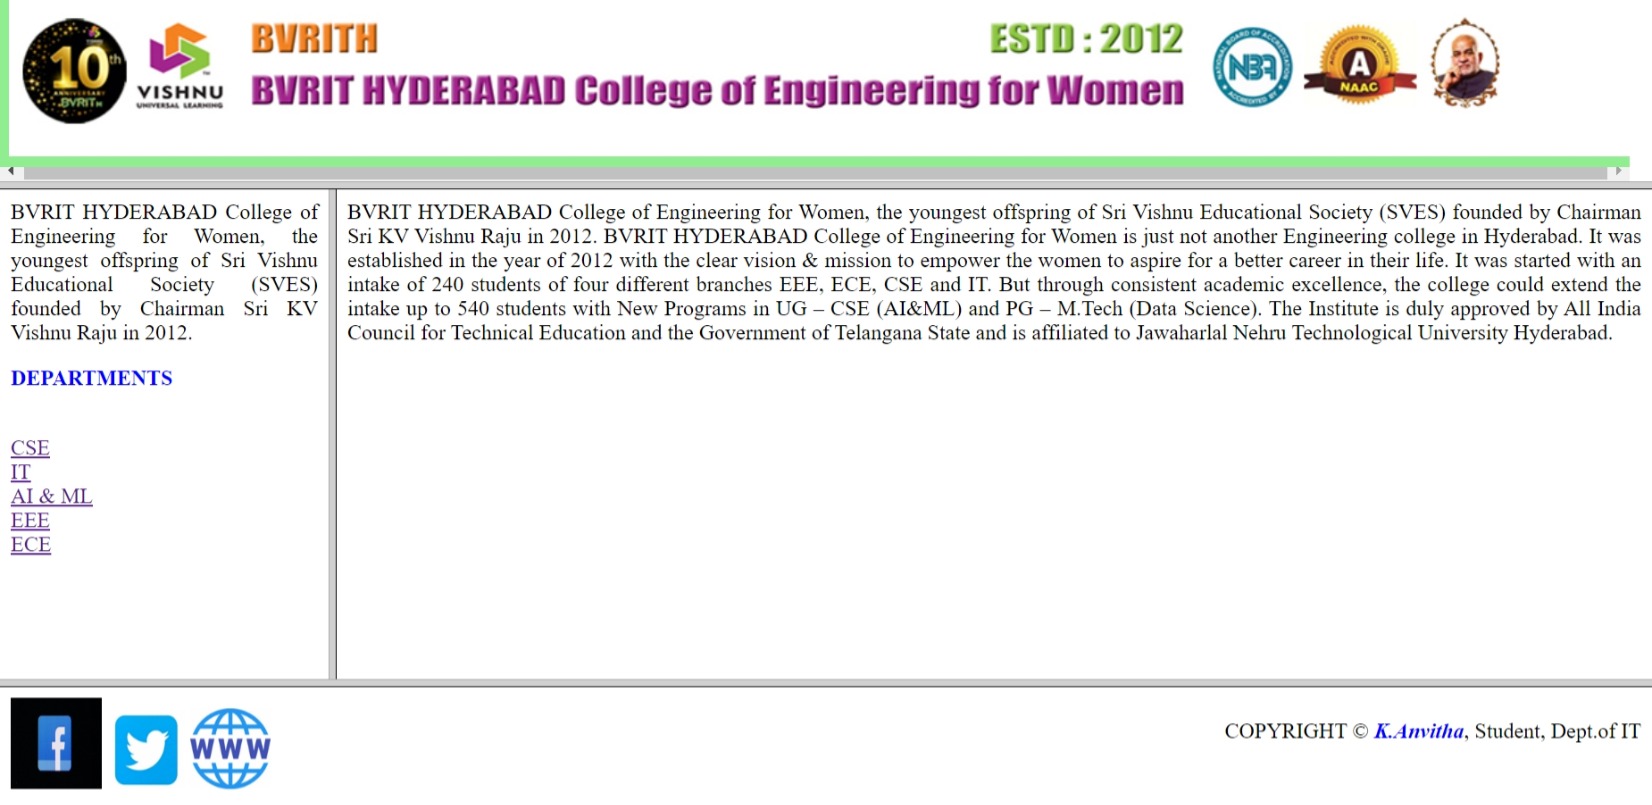 10th
ANNIVERSARY
BVRITH
VISHNU
UNIVERSAL LEARNING
BVRITH
ESTD : 2012
BVRIT HYDERABAD College of Engineering for Women
NATIONAL BOARD OF ACCREDITATION
NBA
ACCREDITED BY
A
NAAC
BVRIT HYDERABAD College of
Engineering for Women, the
youngest offspring of Sri Vishnu
Educational Society (SVES)
founded by Chairman Sri KV
Vishnu Raju in 2012.
DEPARTMENTS
CSE
IT
AI & ML
EEE
ECE
BVRIT HYDERABAD College of Engineering for Women, the youngest offspring of Sri Vishnu Educational Society (SVES) founded by Chairman
Sri KV Vishnu Raju in 2012. BVRIT HYDERABAD College of Engineering for Women is just not another Engineering college in Hyderabad. It was
established in the year of 2012 with the clear vision & mission to empower the women to aspire for a better career in their life. It was started with an
intake of 240 students of four different branches EEE, ECE, CSE and IT. But through consistent academic excellence, the college could extend the
intake up to 540 students with New Programs in UG – CSE (AI&ML) and PG – M.Tech (Data Science). The Institute is duly approved by All India
Council for Technical Education and the Government of Telangana State and is affiliated to Jawaharlal Nehru Technological University Hyderabad.
f
WWW
COPYRIGHT © K.Anvitha, Student, Dept.of IT